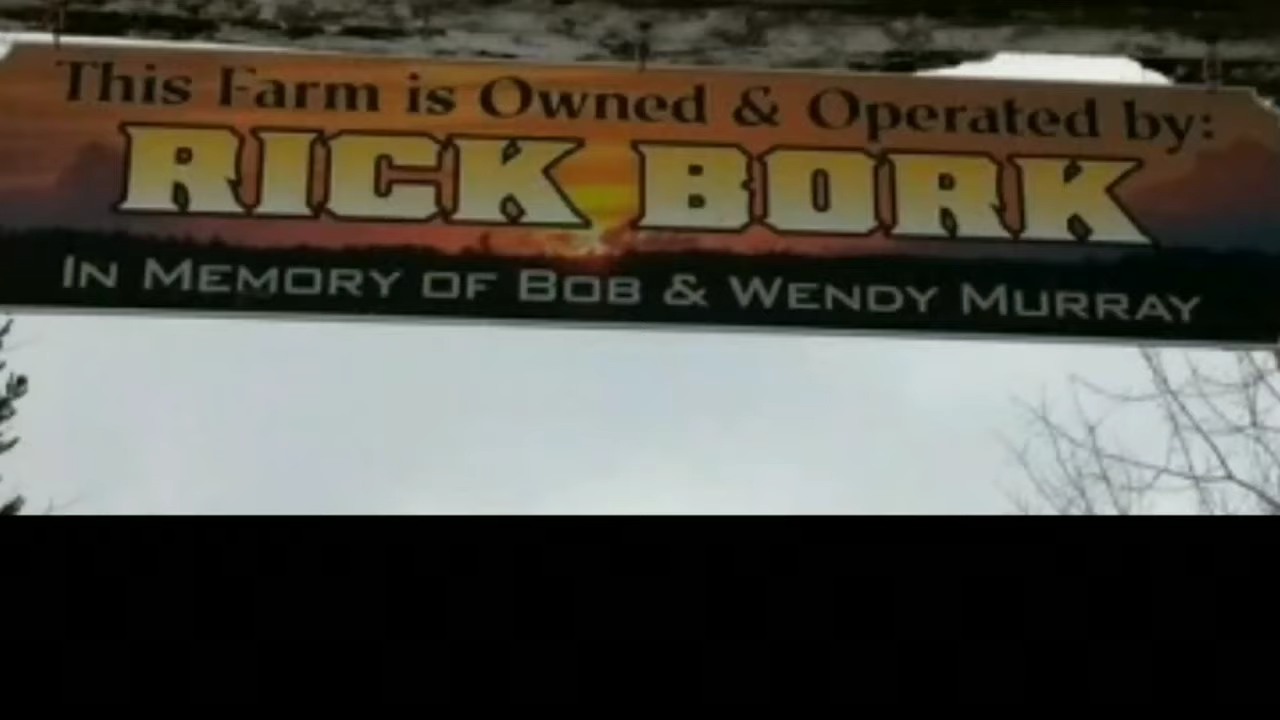 This Farm is Owned & Operated by:
RICK BORK
IN MEMORY OF BOB & WENDY MURRAY